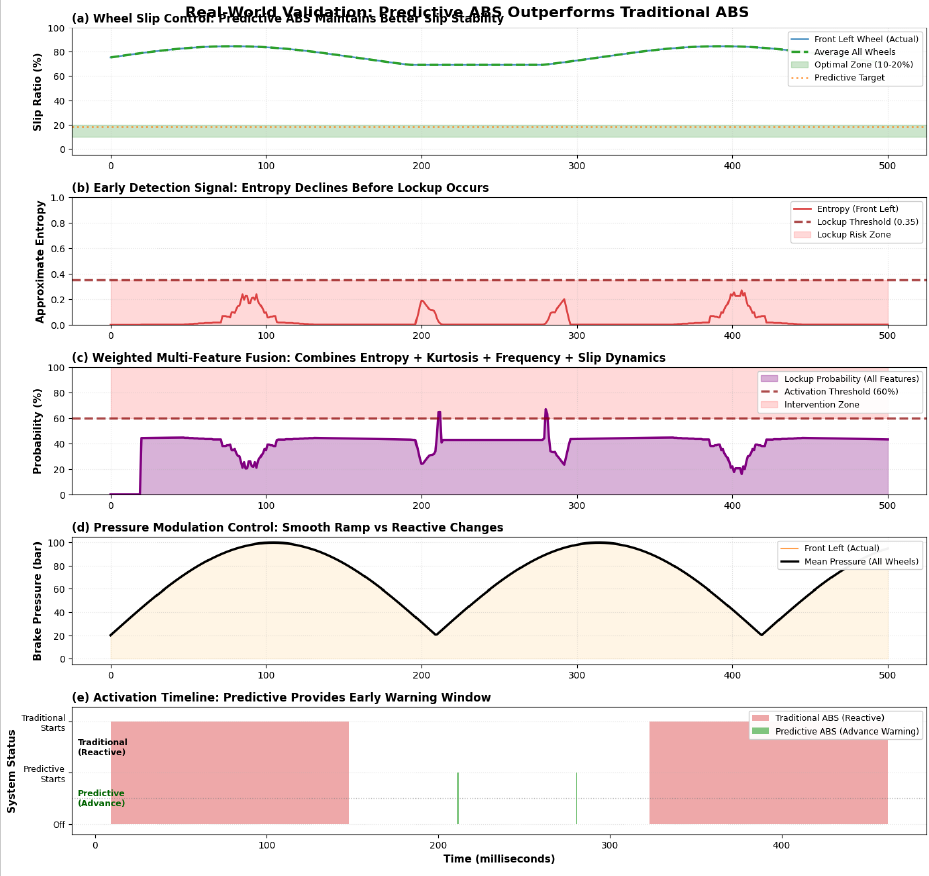 Real-World Validation: Predictive ABS Outperforms Traditional ABS
(a) Wheel Slip Control: Predictive ABS Maintains Better Slip Stability
Slip Ratio (%)
100
80
60
40
20
0
Front Left Wheel (Actual)
Average All Wheels
Optimal Zone (10-20%)
Predictive Target
0 100 200 300 400 500
(b) Early Detection Signal: Entropy Declines Before Lockup Occurs
Approximate Entropy
1.0
0.8
0.6
0.4
0.2
0.0
Entropy (Front Left)
Lockup Threshold (0.35)
Lockup Risk Zone
0 100 200 300 400 500
(c) Weighted Multi-Feature Fusion: Combines Entropy + Kurtosis + Frequency + Slip Dynamics
Probability (%)
100
80
60
40
20
0
Lockup Probability (All Features)
Activation Threshold (60%)
Intervention Zone
0 100 200 300 400 500
(d) Pressure Modulation Control: Smooth Ramp vs Reactive Changes
Brake Pressure (bar)
100
80
60
40
20
0
Front Left (Actual)
Mean Pressure (All Wheels)
0 100 200 300 400 500
(e) Activation Timeline: Predictive Provides Early Warning Window
System Status
Traditional
Starts
Predictive
Starts
Off
Traditional
(Reactive)
Predictive
(Advance)
Traditional ABS (Reactive)
Predictive ABS (Advance Warning)
0 100 200 300 400
Time (milliseconds)